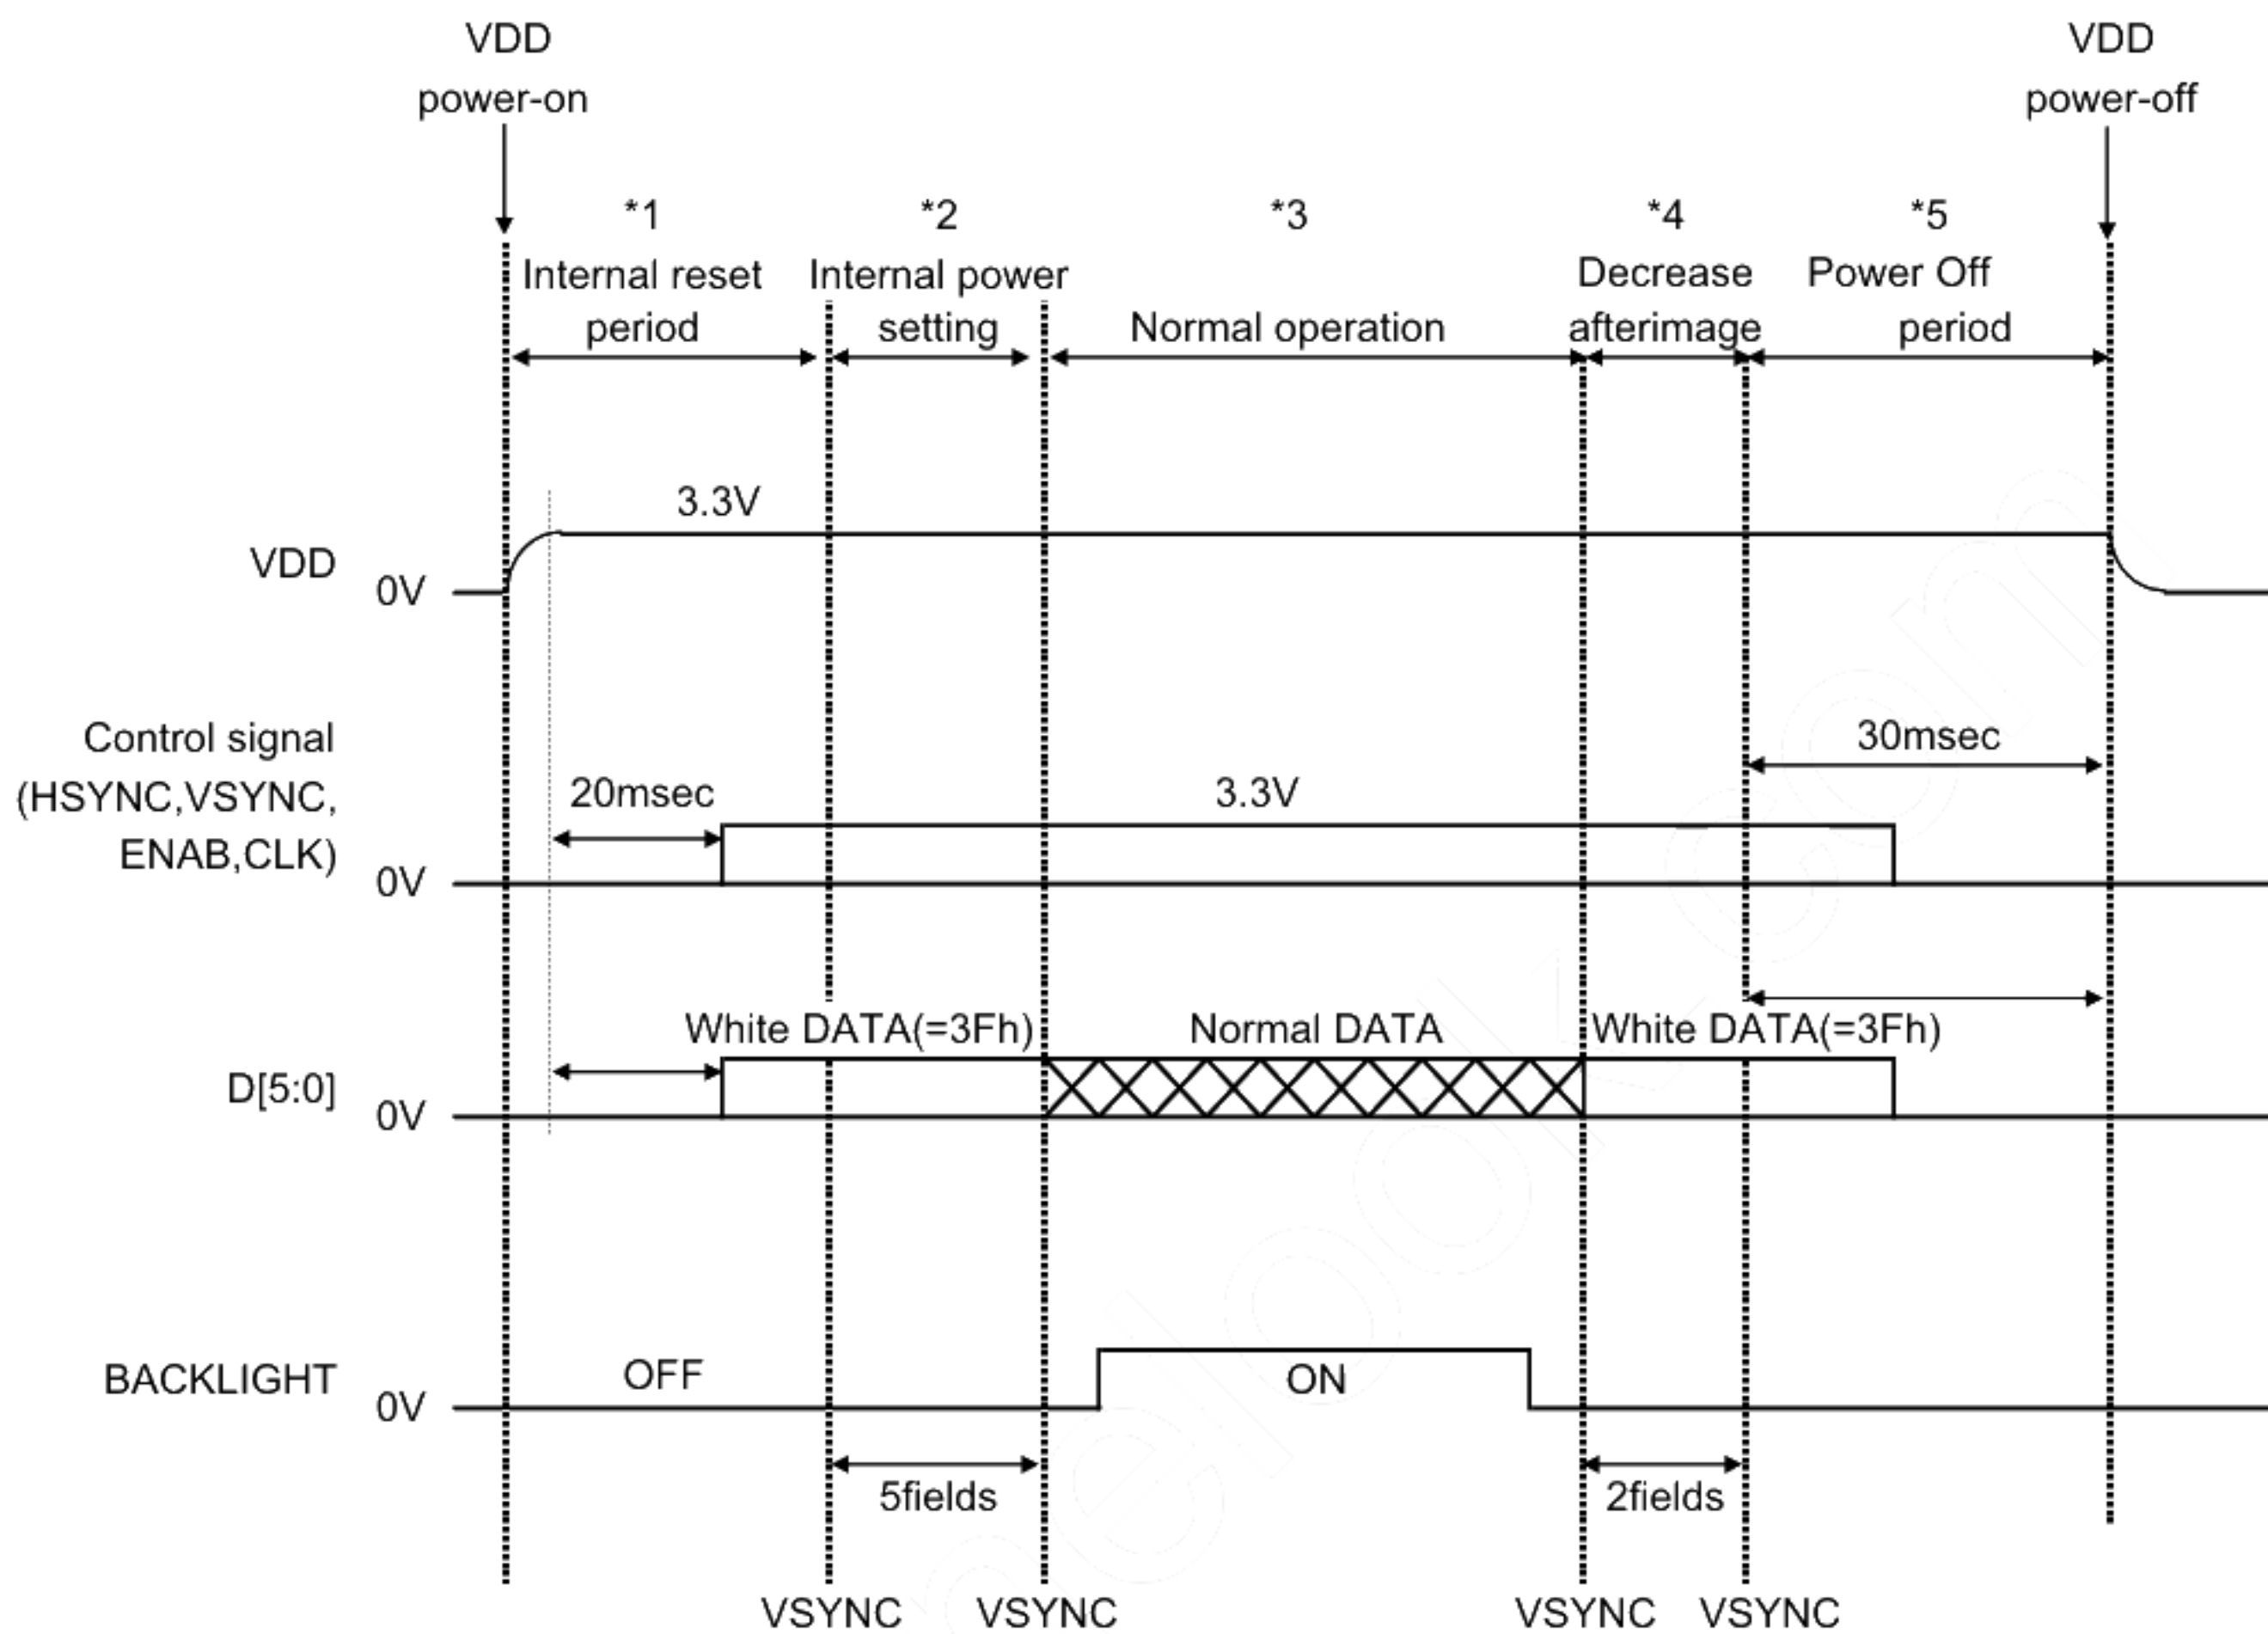 VDD
power-on
VDD
power-off
*1
*2
*3
*4
*5
Internal reset
period
Internal power
setting
Normal operation
Decrease
afterimage
Power Off
period
3.3V
VDD
0V
Control signal
(HSYNC,VSYNC,
ENAB,CLK)
0V
20msec
3.3V
30msec
White DATA(=3Fh)
Normal DATA
White DATA(=3Fh)
D[5:0]
0V
BACKLIGHT
0V
OFF
ON
5fields
2fields
VSYNC
VSYNC
VSYNC
VSYNC